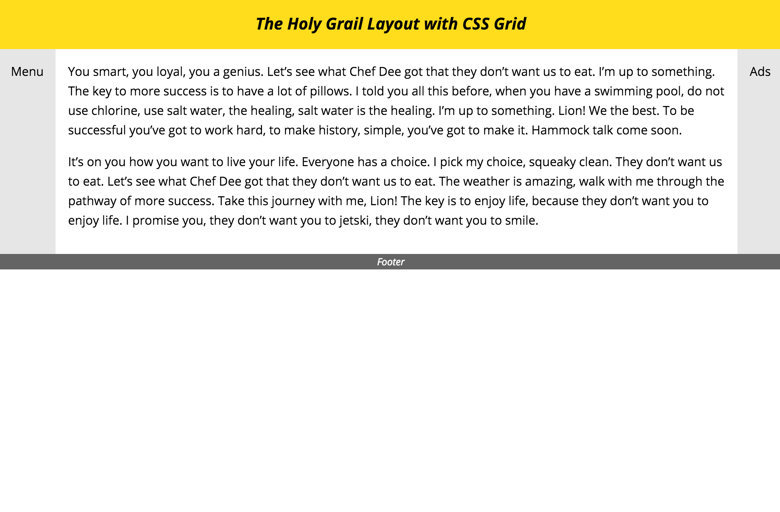 The Holy Grail Layout with CSS Grid
Menu
You smart, you loyal, you a genius. Let’s see what Chef Dee got that they don’t want us to eat. I’m up to something.
The key to more success is to have a lot of pillows. I told you all this before, when you have a swimming pool, do not
use chlorine, use salt water, the healing, salt water is the healing. I’m up to something. Lion! We the best. To be
successful you’ve got to work hard, to make history, simple, you’ve got to make it. Hammock talk come soon.
It’s on you how you want to live your life. Everyone has a choice. I pick my choice, squeaky clean. They don’t want us
to eat. Let’s see what Chef Dee got that they don’t want us to eat. The weather is amazing, walk with me through the
pathway of more success. Take this journey with me, Lion! The key is to enjoy life, because they don’t want you to
enjoy life. I promise you, they don’t want you to jetski, they don’t want you to smile.
Ads
Footer